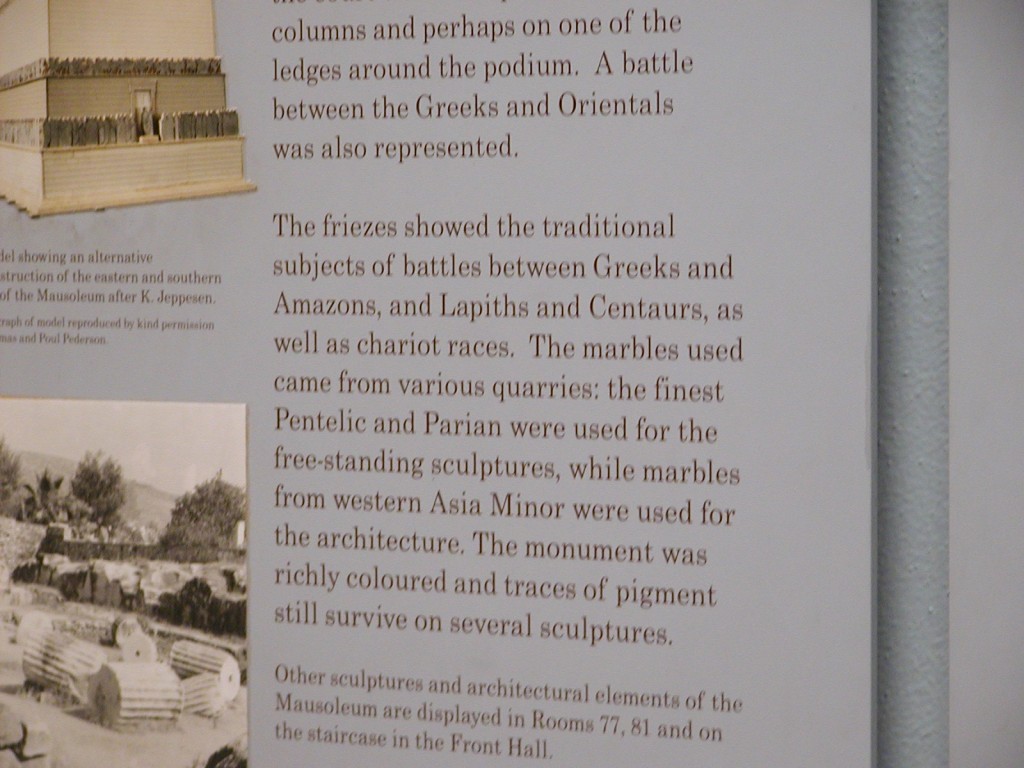 columns and perhaps on one of the
ledges around the podium. A battle
between the Greeks and Orientals
was also represented.
The friezes showed the traditional
subjects of battles between Greeks and
Amazons, and Lapiths and Centaurs, as
well as chariot races. The marbles used
came from various quarries: the finest
Pentelic and Parian were used for the
free-standing sculptures, while marbles
from western Asia Minor were used for
the architecture. The monument was
richly coloured and traces of pigment
still survive on several sculptures.
Other sculptures and architectural elements of the
Mausoleum are displayed in Rooms 77, 81 and on
the staircase in the Front Hall.
del showing an alternative
struction of the eastern and southern
of the Mausoleum after K. Jeppesen.
raph of model reproduced by kind permission
mas and Poul Pederson.